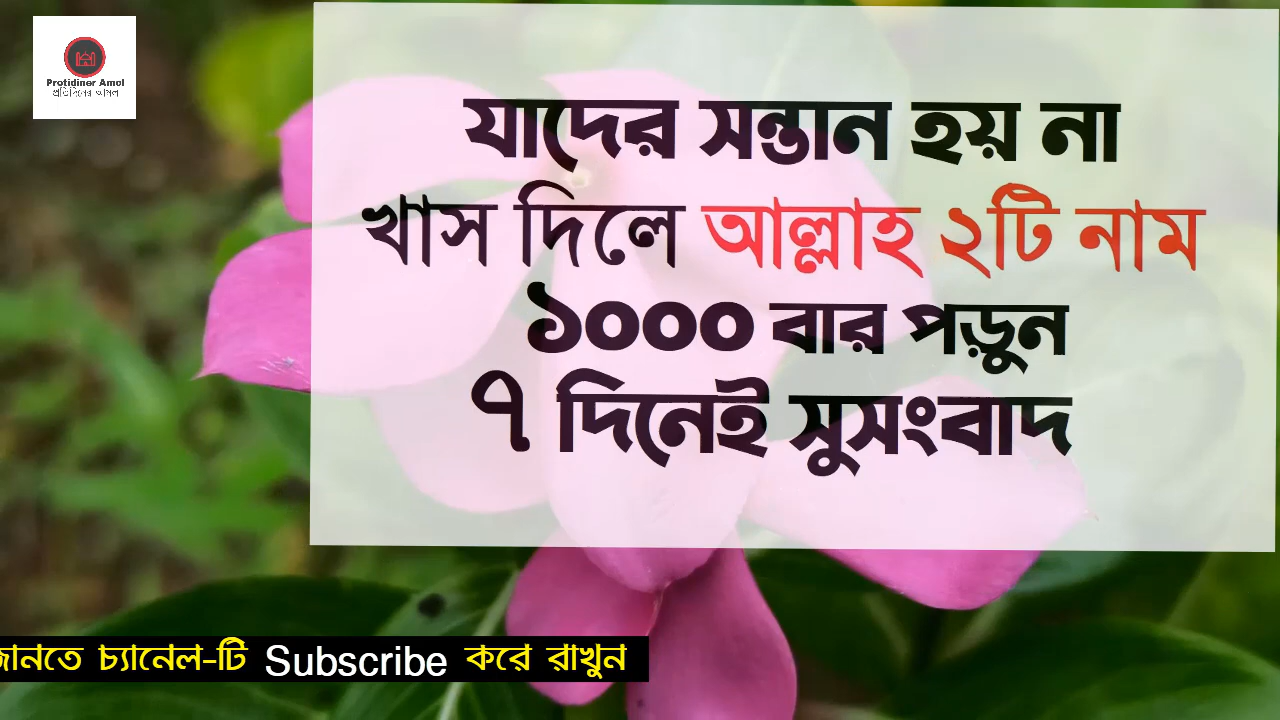 Protidiner Amol
প্রতিদিনের আমল
যাদের সন্তান হয় না
খাস দিলে আল্লাহ ২টি নাম
১০০০ বার পড়ুন
৭ দিনেই সুসংবাদ
জানতে চ্যানেল-টি Subscribe করে রাখুন